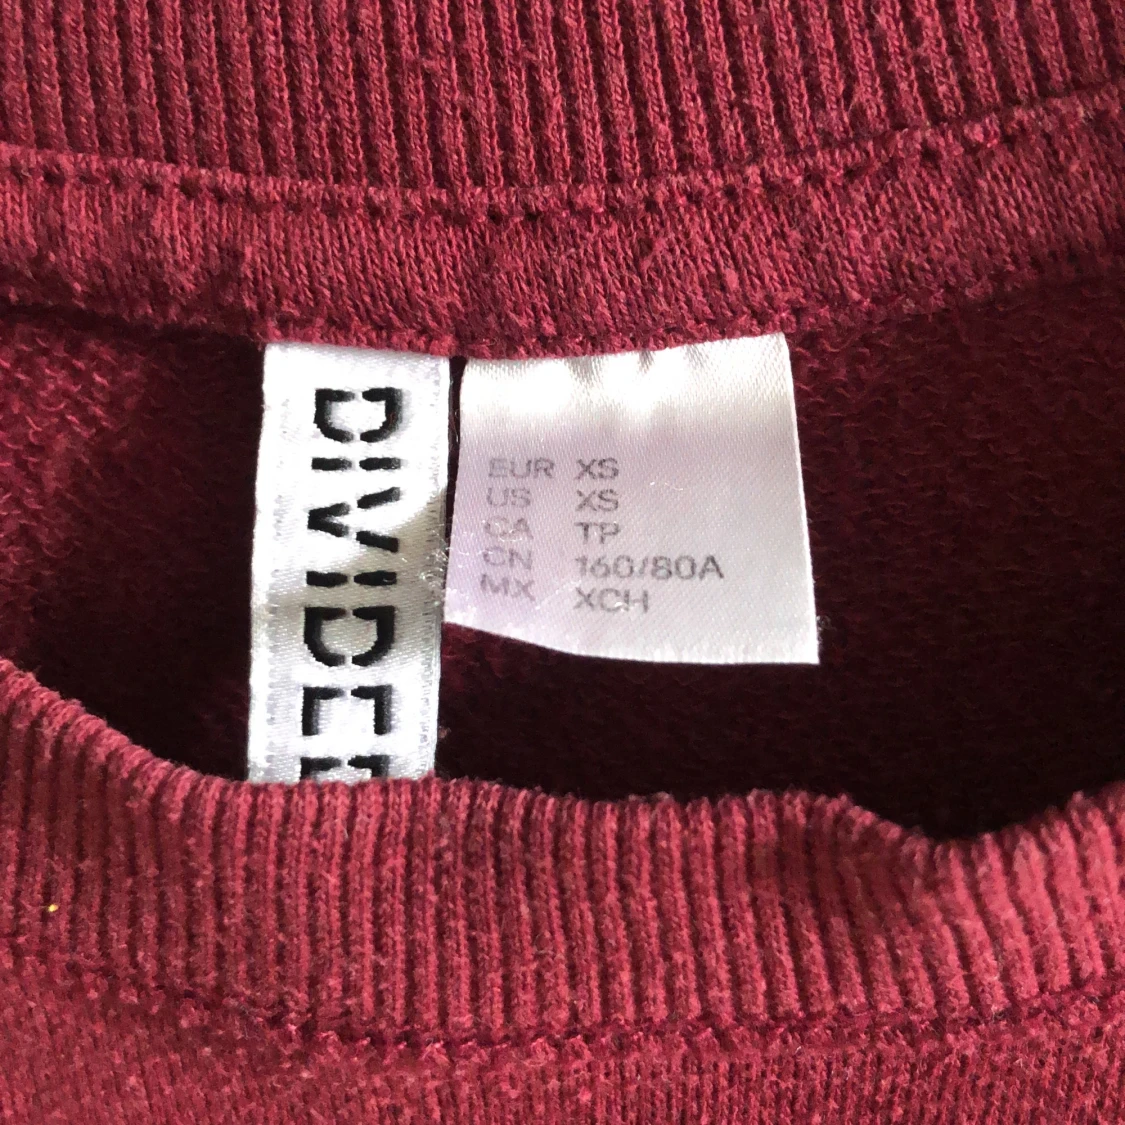 DIVIDE
EUR XS
US XS
CA TP
CN 160/80A
MX XCH